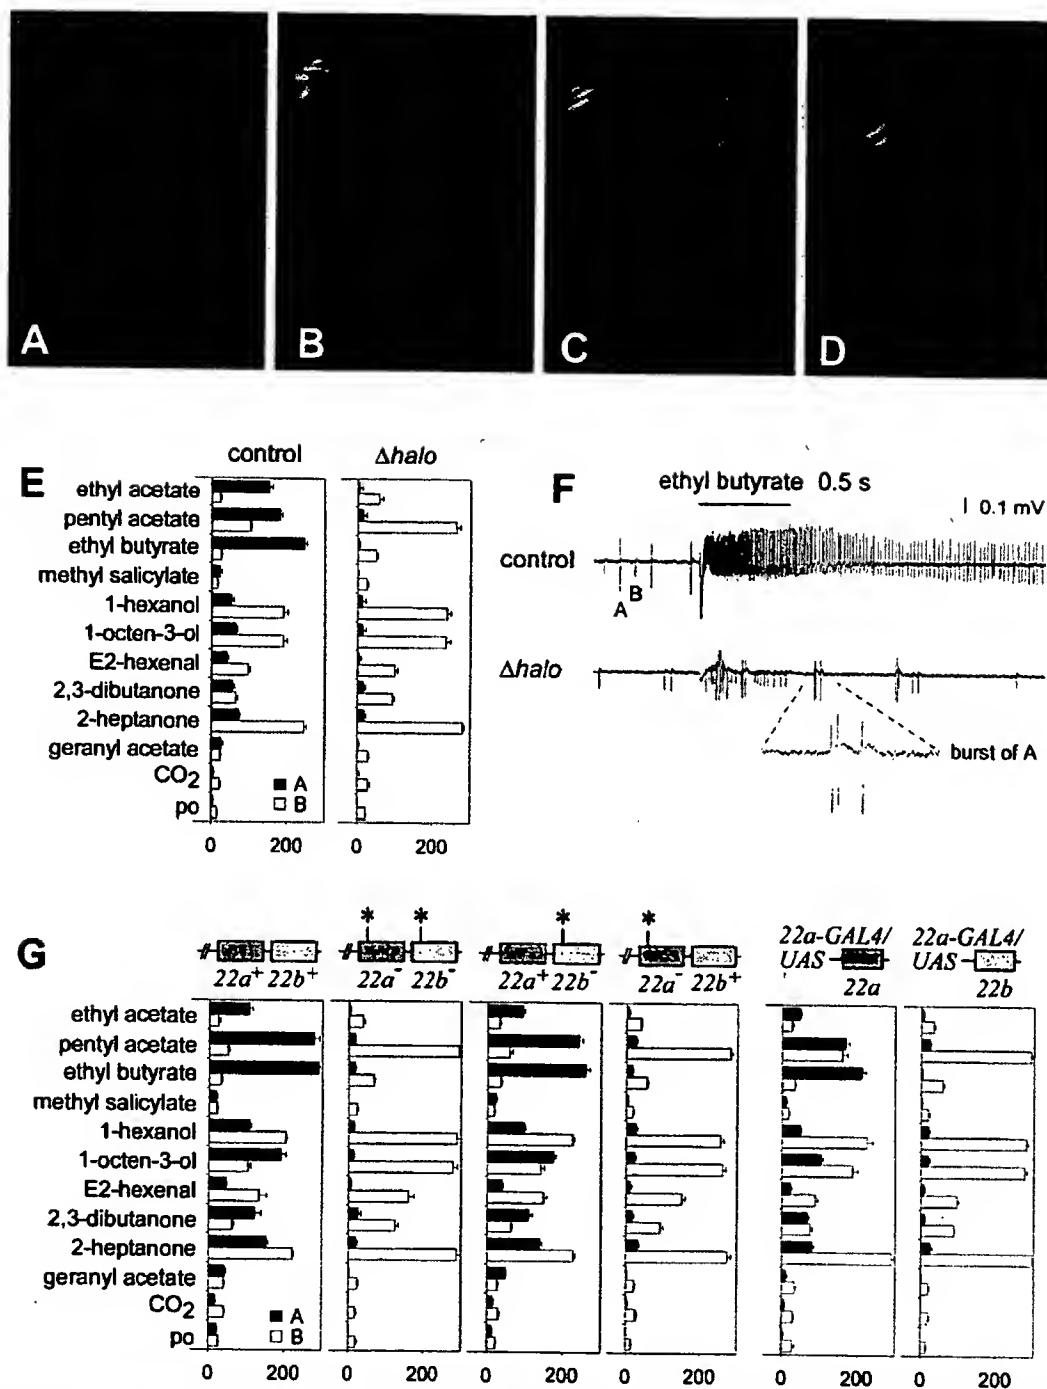 A
B
C
D
E
control
Δhalo
ethyl acetate
pentyl acetate
ethyl butyrate
methyl salicylate
1-hexanol
1-octen-3-ol
E2-hexenal
2,3-dibutanone
2-heptanone
geranyl acetate
CO2
po
A
B
0 200
0 200
F
ethyl butyrate 0.5 s
0.1 mV
control
A B
Δhalo
burst of A
G
* * * *
22a+ 22b+
22a- 22b-
22a+ 22b-
22a- 22b+
22a-GAL4/
UAS
22a
22a-GAL4/
UAS
22b
ethyl acetate
pentyl acetate
ethyl butyrate
methyl salicylate
1-hexanol
1-octen-3-ol
E2-hexenal
2,3-dibutanone
2-heptanone
geranyl acetate
CO2
po
A
B
0 200
0 200
0 200
0 200
0 200
0 200